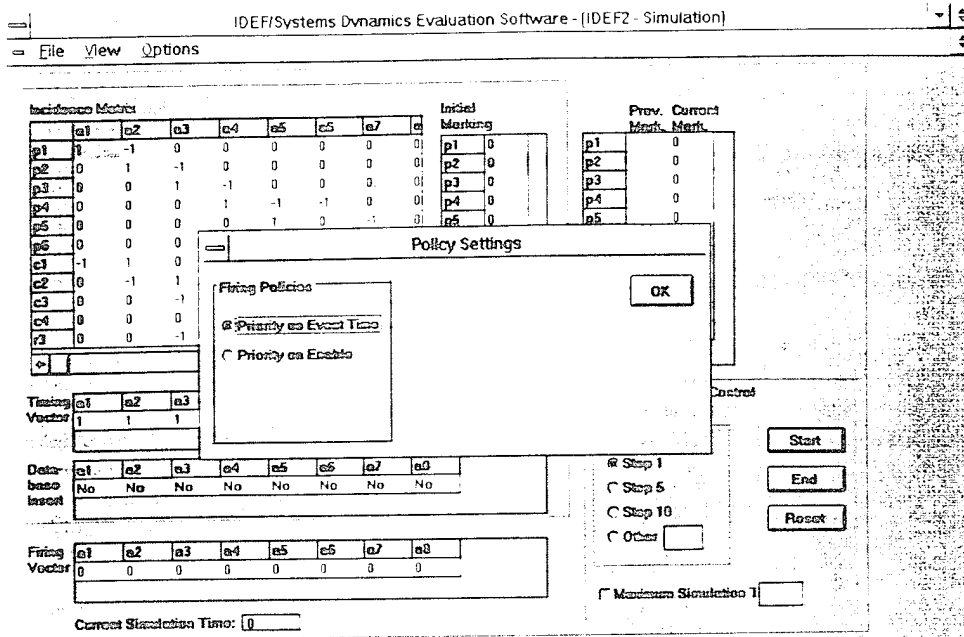 IDEF/Systems Dynamics Evaluation Software - [IDEF2 - Simulation]
File View Options
Incidence Matrix
a1 a2 a3 a4 a5 a6 a7 a
p1 1 -1 0 0 0 0 0 0
p2 0 1 -1 0 0 0 0 0
p3 0 0 1 -1 0 0 0 0
p4 0 0 0 1 -1 -1 0 0
p5 0 0 0 0 1 0 -1 0
p6 0 0 0
c1 -1 1 0
c2 0 -1 1
c3 0 0 -1
c4 0 0 0
r3 0 0 -1
Initial Marking
p1 0
p2 0
p3 0
p4 0
p5 0
Prev. Mark. Current Mark.
p1 0
p2 0
p3 0
p4 0
p5 0
Policy Settings
Firing Policies
Priority on Event Time
Priority on Enable
OK
Timing Vector
a1 a2 a3
1 1 1
Control
Data-base Insert
a1 a2 a3 a4 a5 a6 a7 a8
No No No No No No No No
Step 1
Step 5
Step 10
Other
Start
End
Reset
Firing Vector
a1 a2 a3 a4 a5 a6 a7 a8
0 0 0 0 0 0 0 0
Maximum Simulation T
Current Simulation Time: 0